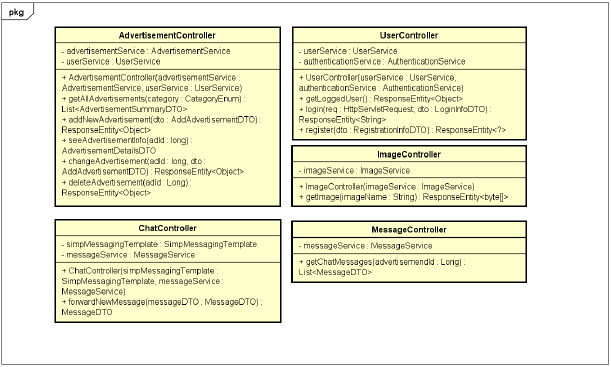 pkg
AdvertisementController
- advertisementService : AdvertisementService
- userService : UserService
+ AdvertisementController(advertisementService :
AdvertisementService, userService : UserService)
+ getAllAdvertisements(category : CategoryEnum) :
List<AdvertisementSummaryDTO>
+ addNewAdvertisement(dto : AddAdvertisementDTO) :
ResponseEntity<Object>
+ seeAdvertisementInfo(adId : long) :
AdvertisementDetailsDTO
+ changeAdvertisement(adId : long, dto :
AddAdvertisementDTO) : ResponseEntity<Object>
+ deleteAdvertisement(adId : Long) :
ResponseEntity<Object>
UserController
- userService : UserService
- authenticationService : AuthenticationService
+ UserController(userService : UserService,
authenticationService : AuthenticationService)
+ getLoggedUser() : ResponseEntity<Object>
+ login(req : HttpServletRequest, dto : LoginInfoDTO) :
ResponseEntity<String>
+ register(dto : RegistrationInfoDTO) : ResponseEntity<?>
ImageController
- imageService : ImageService
+ ImageController(imageService : ImageService)
+ getImage(imageName : String) : ResponseEntity<byte[]>
ChatController
- simpMessagingTemplate : SimpMessagingTemplate
- messageService : MessageService
+ ChatController(simpMessagingTemplate :
SimpMessagingTemplate, messageService :
MessageService)
+ forwardNewMessage(messageDTO : MessageDTO) :
MessageDTO
MessageController
- messageService : MessageService
+ getChatMessages(advertisemendId : Long) :
List<MessageDTO>